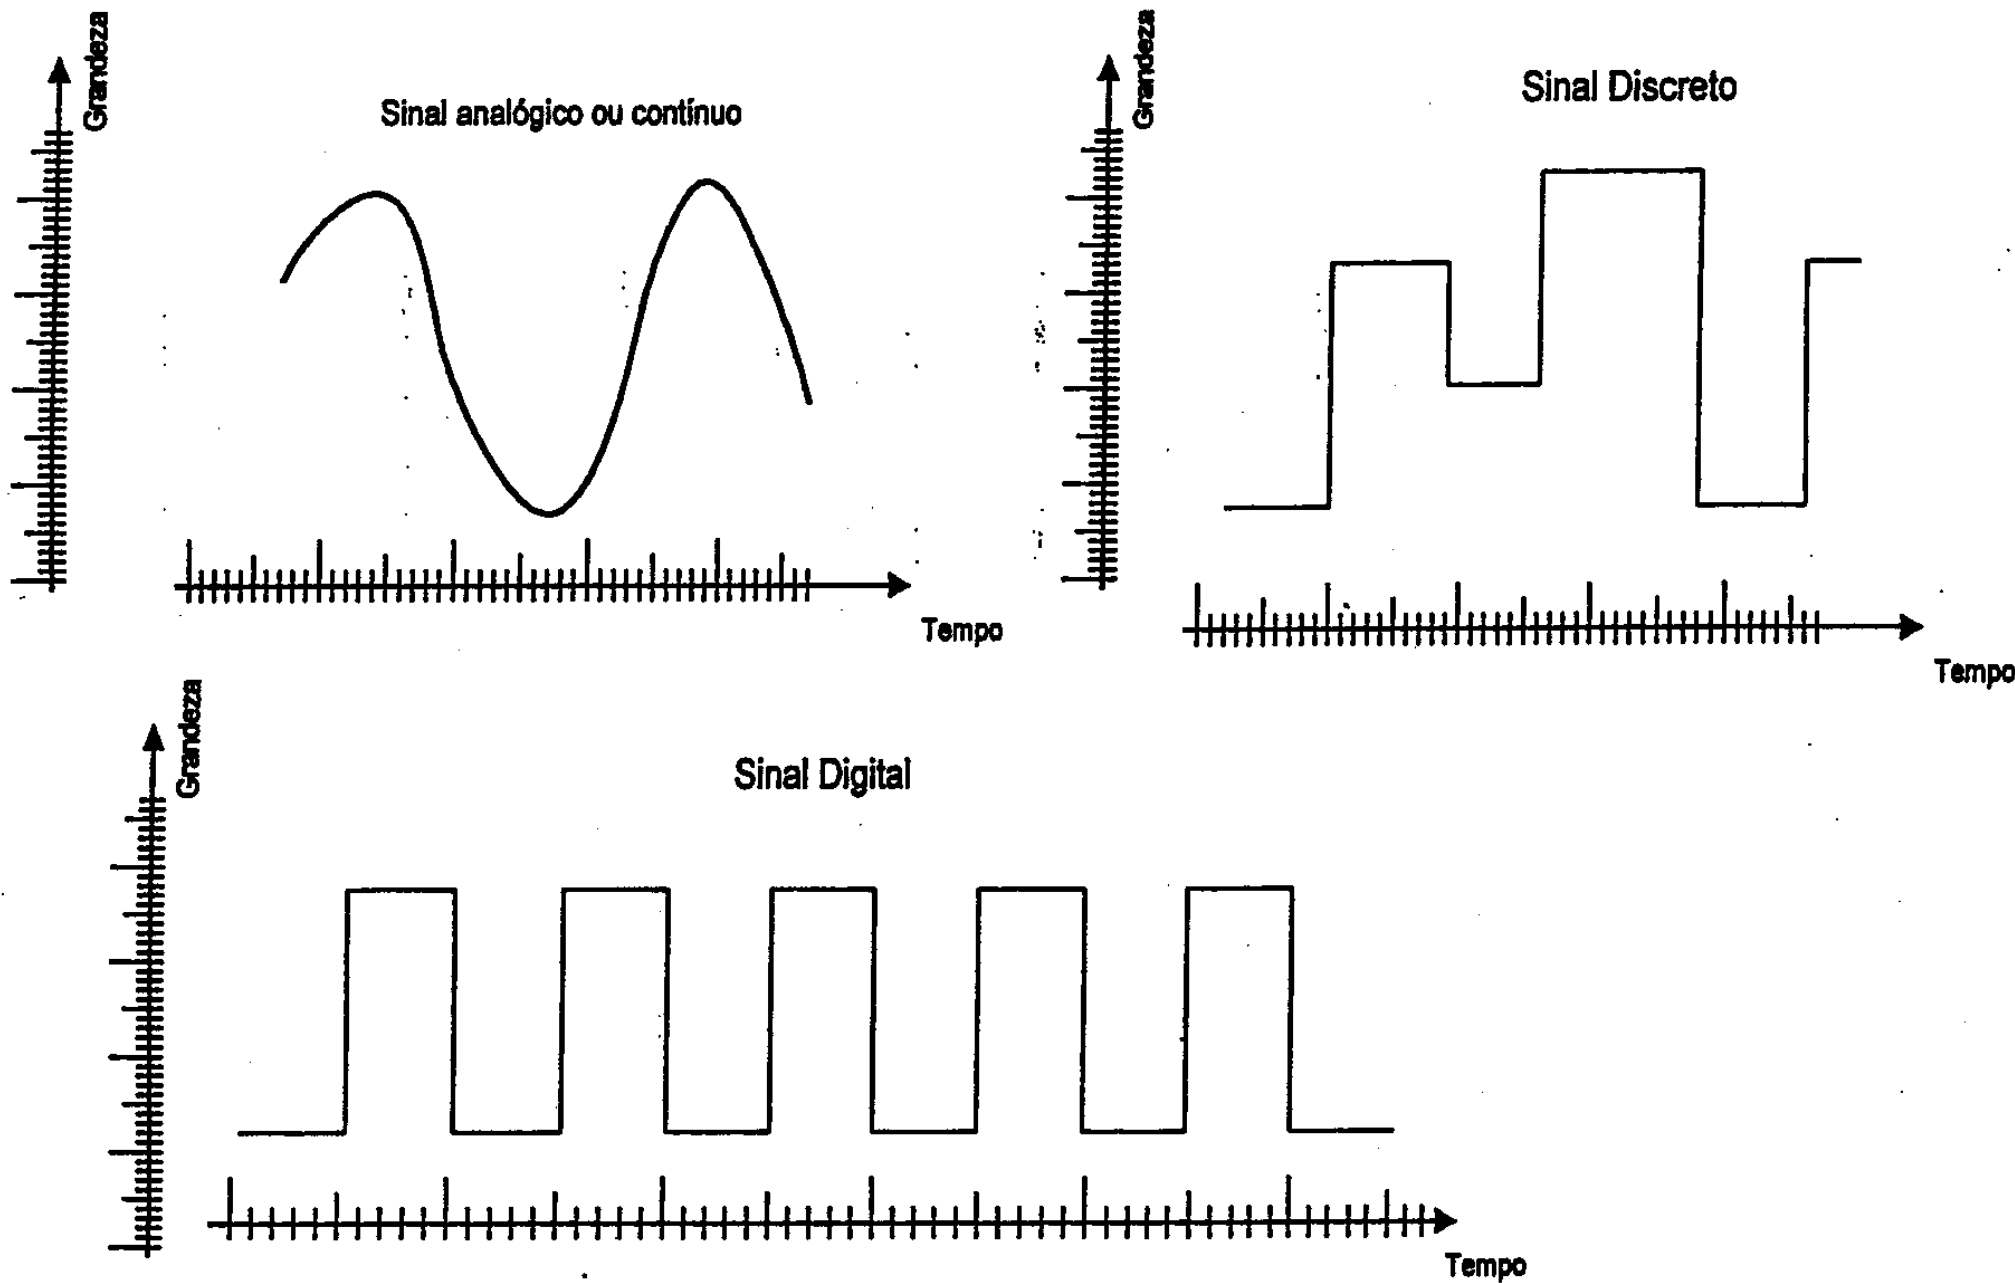 Grandeza
Sinal analógico ou contínuo
Tempo
Grandeza
Sinal Discreto
Tempo
Grandeza
Sinal Digital
Tempo